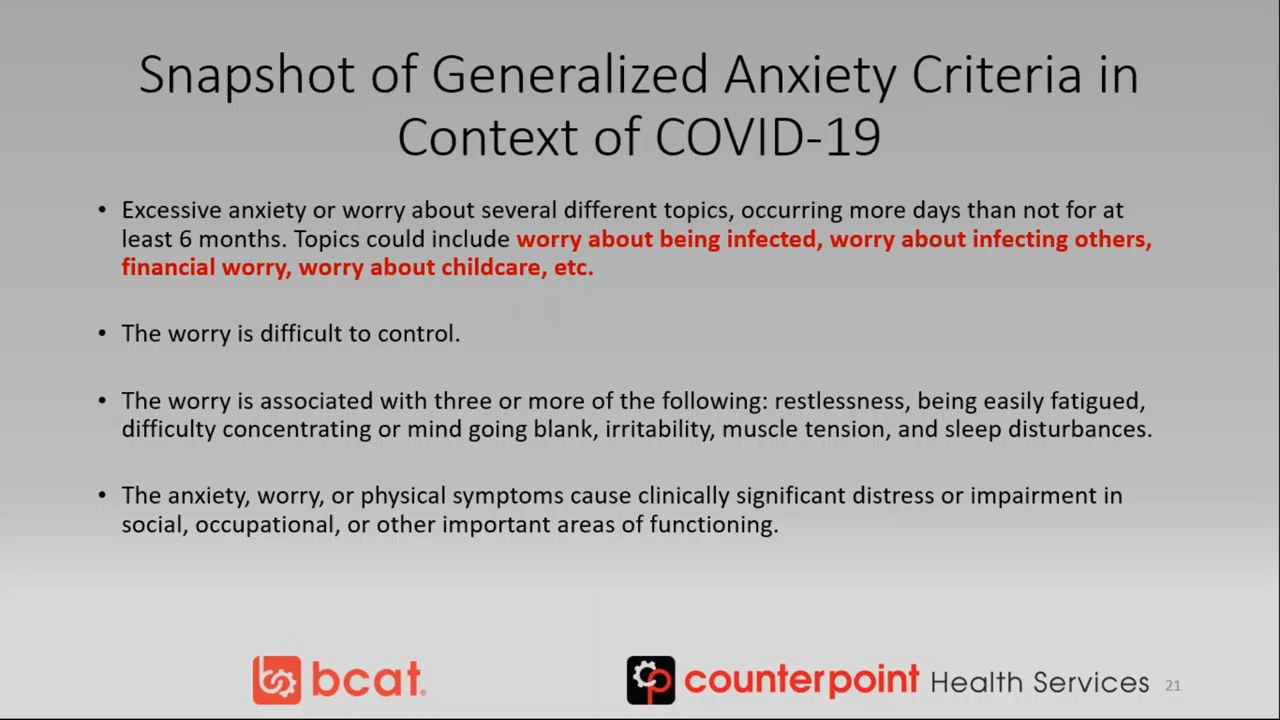 Snapshot of Generalized Anxiety Criteria in
Context of COVID-19
• Excessive anxiety or worry about several different topics, occurring more days than not for at
least 6 months. Topics could include worry about being infected, worry about infecting others,
financial worry, worry about childcare, etc.
• The worry is difficult to control.
• The worry is associated with three or more of the following: restlessness, being easily fatigued,
difficulty concentrating or mind going blank, irritability, muscle tension, and sleep disturbances.
• The anxiety, worry, or physical symptoms cause clinically significant distress or impairment in
social, occupational, or other important areas of functioning.
bcat®
counterpoint Health Services 21